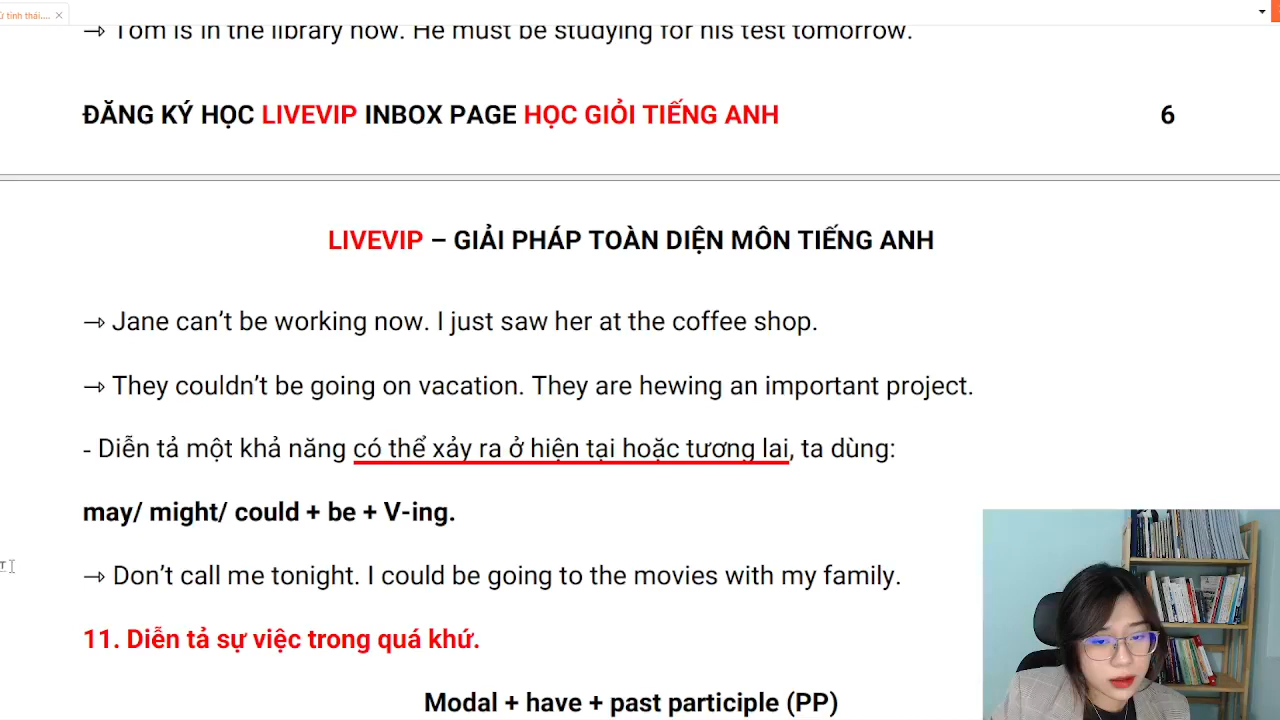 ừ tình thái....
→ Tom is in the library now. He must be studying for his test tomorrow.
ĐĂNG KÝ HỌC LIVEVIP INBOX PAGE HỌC GIỎI TIẾNG ANH 6
LIVEVIP – GIẢI PHÁP TOÀN DIỆN MÔN TIẾNG ANH
→ Jane can’t be working now. I just saw her at the coffee shop.
→ They couldn’t be going on vacation. They are hewing an important project.
- Diễn tả một khả năng có thể xảy ra ở hiện tại hoặc tương lai, ta dùng:
may/ might/ could + be + V-ing.
→ Don’t call me tonight. I could be going to the movies with my family.
11. Diễn tả sự việc trong quá khứ.
Modal + have + past participle (PP)